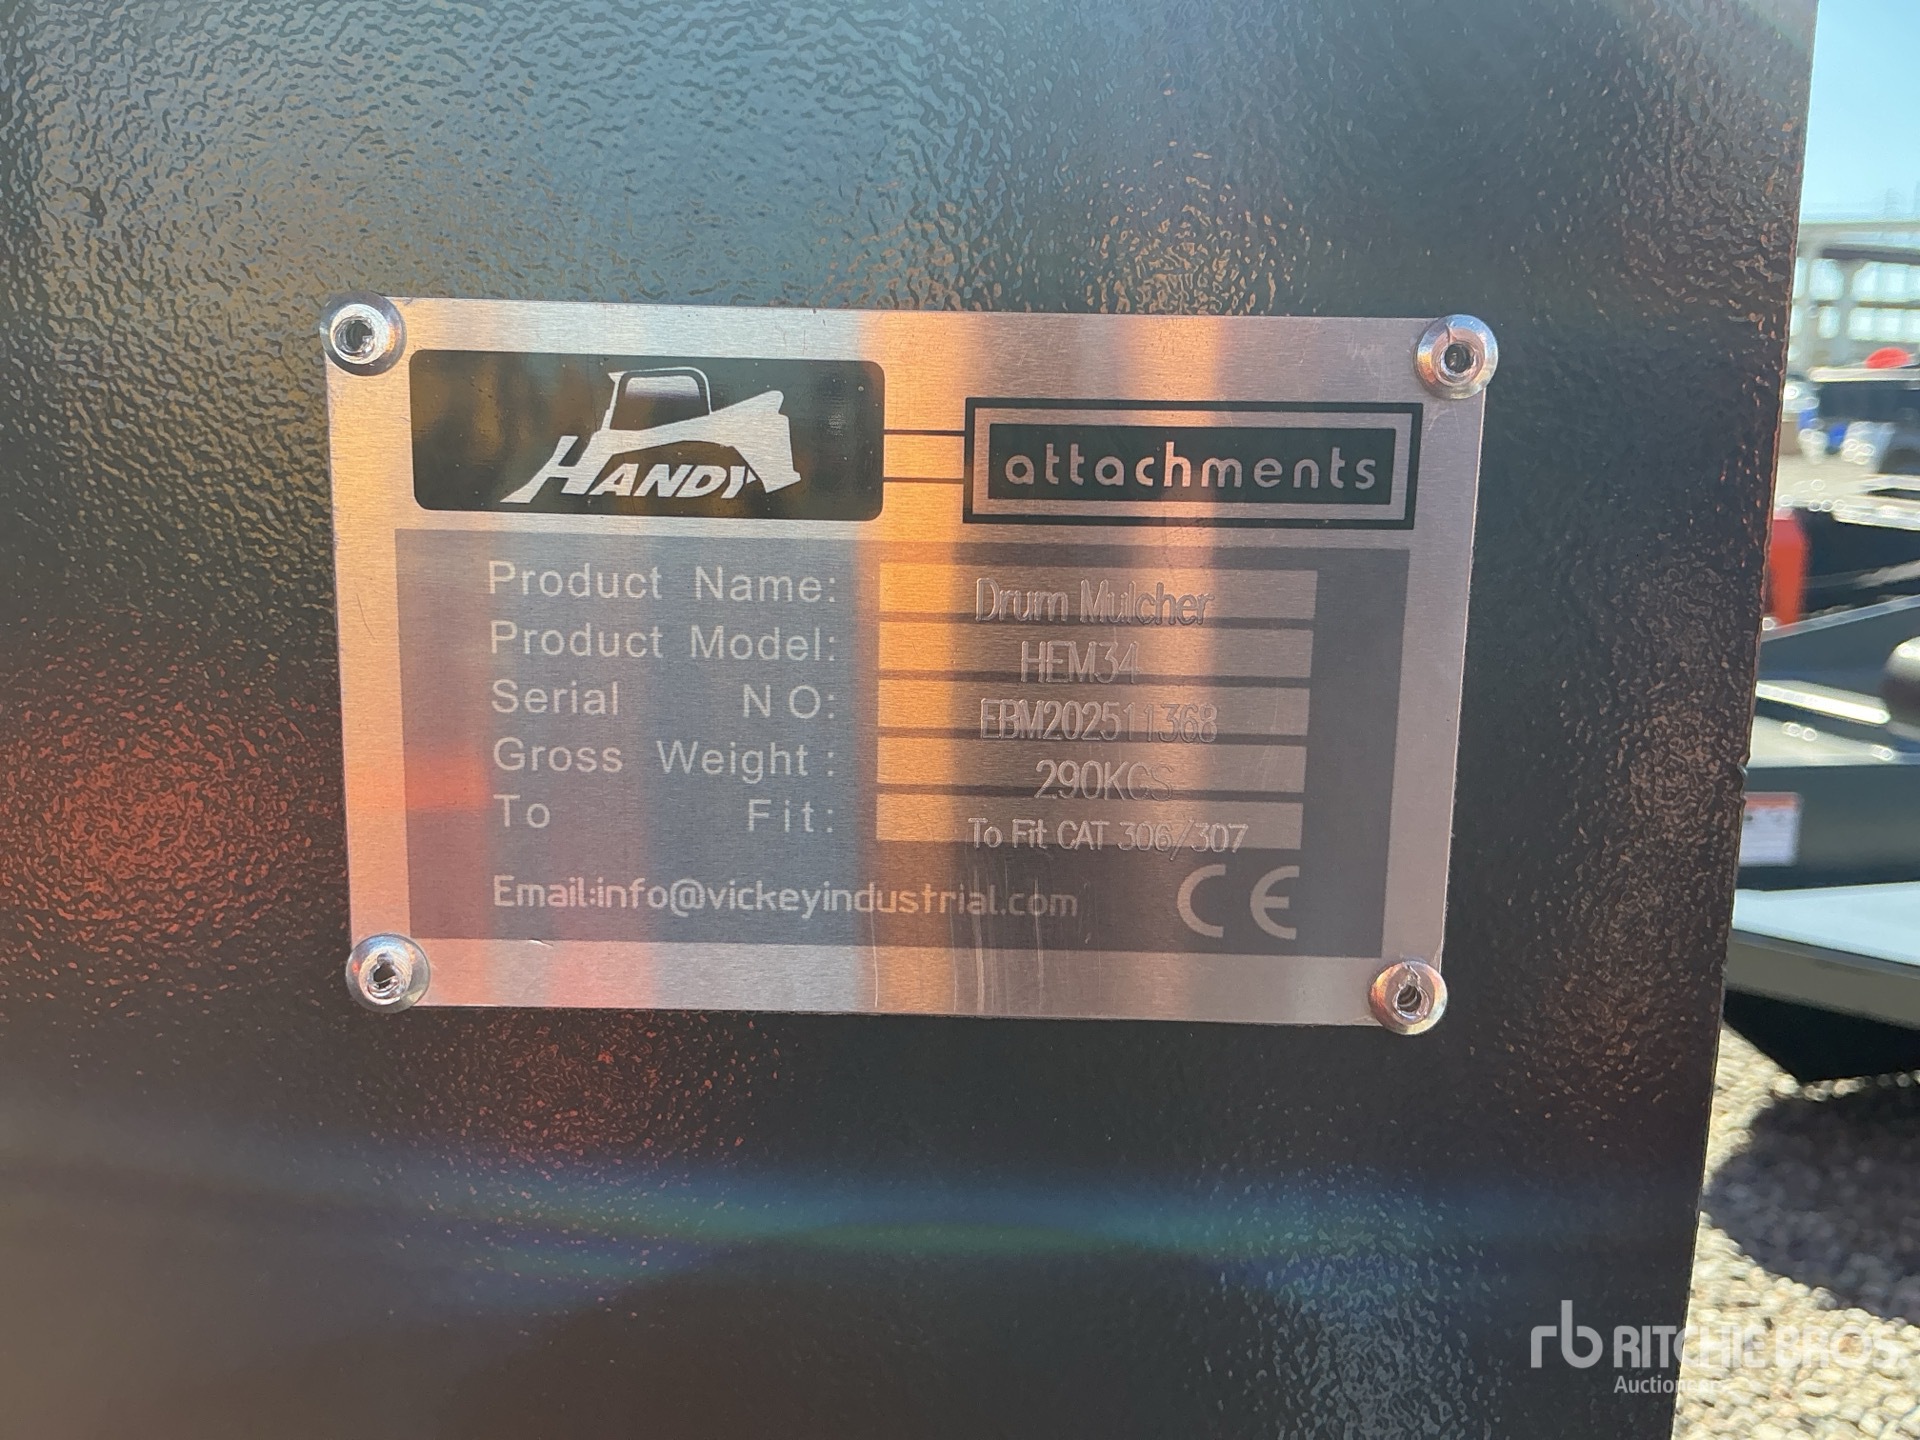 HANDY
attachments
Product Name: Drum Mulcher
Product Model: HEM34
Serial NO: EBM202511368
Gross Weight: 290KGS
To Fit: To Fit CAT 306/307
Email:info@vickeyindustrial.com CE
rb RITCHIE BROS.
Auctioneers